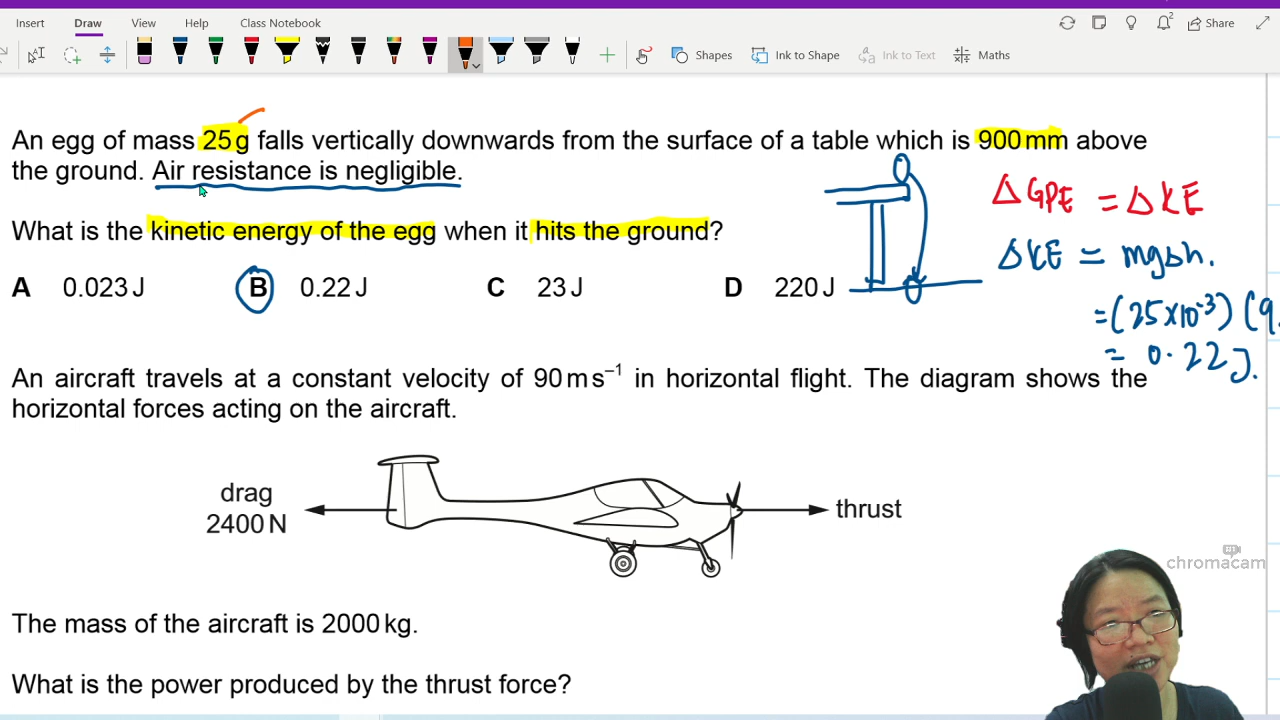 Insert Draw View Help Class Notebook 2 Share
Shapes Ink to Shape Ink to Text Maths
An egg of mass 25 g falls vertically downwards from the surface of a table which is 900 mm above
the ground. Air resistance is negligible.
What is the kinetic energy of the egg when it hits the ground?
A 0.023 J B 0.22 J C 23 J D 220 J
ΔGPE = ΔKE
ΔKE = mgΔh.
=(25×10⁻³) (9.
= 0.22J.
An aircraft travels at a constant velocity of 90 m s⁻¹ in horizontal flight. The diagram shows the
horizontal forces acting on the aircraft.
drag
2400 N
thrust
chromacam
The mass of the aircraft is 2000 kg.
What is the power produced by the thrust force?